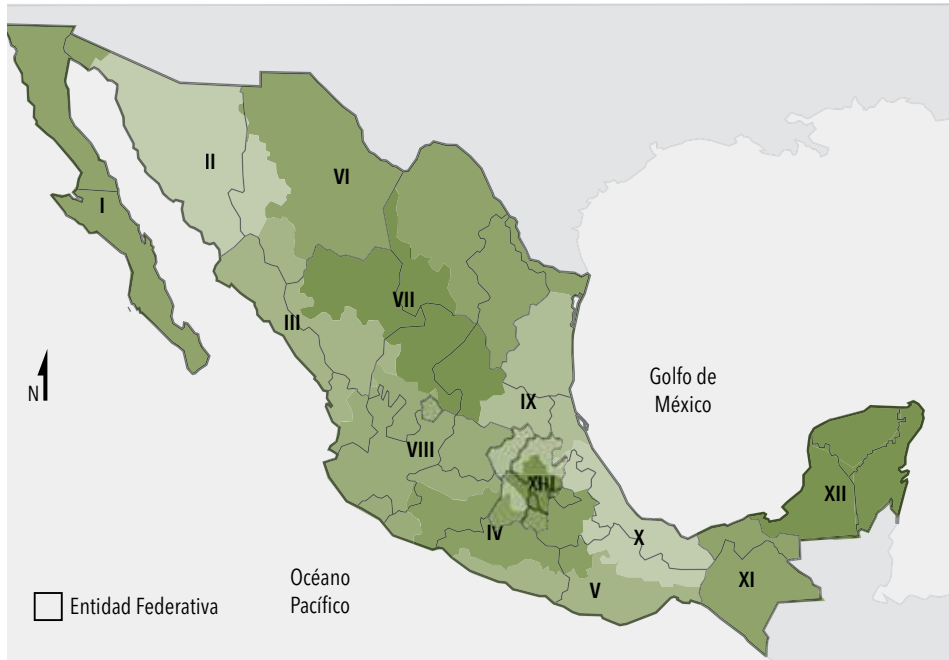 II
VI
I
VII
III
Golfo de
México
N
IX
VIII
XIII
XII
IV
X
XI
V
Océano
Pacífico
Entidad Federativa